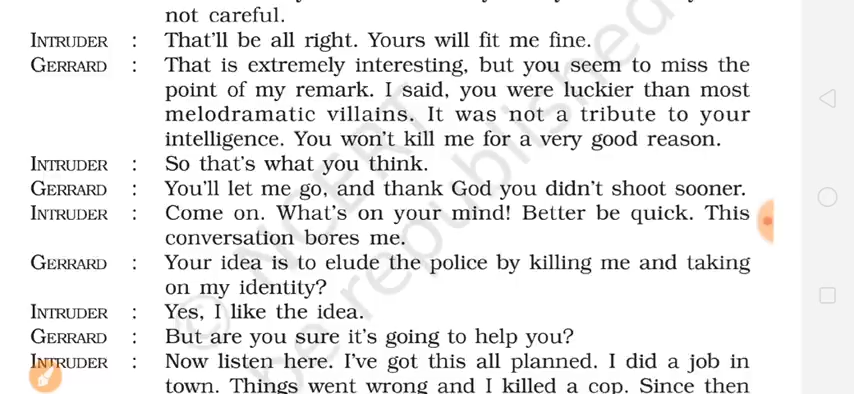 not careful.
INTRUDER : That'll be all right. Yours will fit me fine.
GERRARD : That is extremely interesting, but you seem to miss the
point of my remark. I said, you were luckier than most
melodramatic villains. It was not a tribute to your
intelligence. You won't kill me for a very good reason.
INTRUDER : So that's what you think.
GERRARD : You'll let me go, and thank God you didn't shoot sooner.
INTRUDER : Come on. What's on your mind! Better be quick. This
conversation bores me.
GERRARD : Your idea is to elude the police by killing me and taking
on my identity?
INTRUDER : Yes, I like the idea.
GERRARD : But are you sure it's going to help you?
INTRUDER : Now listen here. I've got this all planned. I did a job in
town. Things went wrong and I killed a cop. Since then
© NCERT
be republished